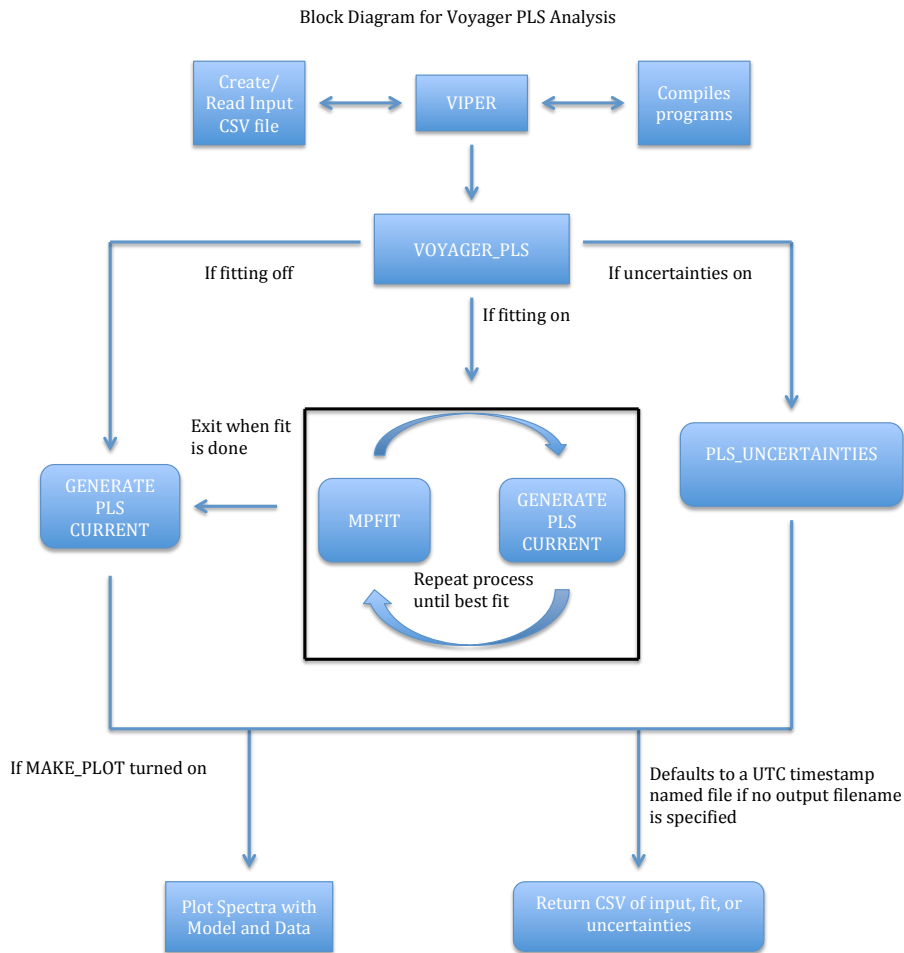 Block Diagram for Voyager PLS Analysis
Create/
Read Input
CSV file
VIPER
Compiles
programs
VOYAGER_PLS
If fitting off
If uncertainties on
If fitting on
Exit when fit
is done
PLS_UNCERTAINTIES
GENERATE
PLS
CURRENT
MPFIT
GENERATE
PLS
CURRENT
Repeat process
until best fit
If MAKE_PLOT turned on
Defaults to a UTC timestamp
named file if no output filename
is specified
Plot Spectra with
Model and Data
Return CSV of input, fit, or
uncertainties